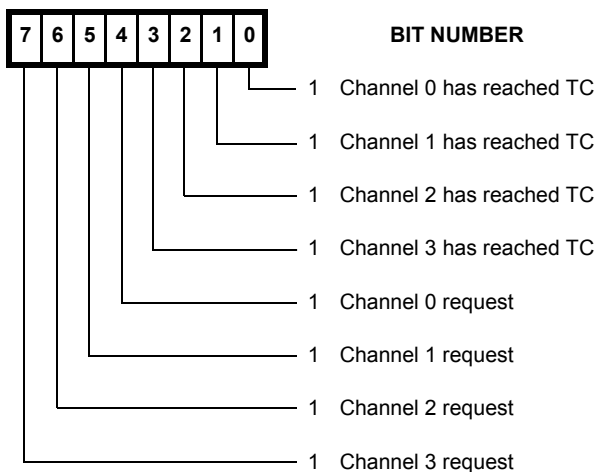 7 6 5 4 3 2 1 0 BIT NUMBER
1 Channel 0 has reached TC
1 Channel 1 has reached TC
1 Channel 2 has reached TC
1 Channel 3 has reached TC
1 Channel 0 request
1 Channel 1 request
1 Channel 2 request
1 Channel 3 request